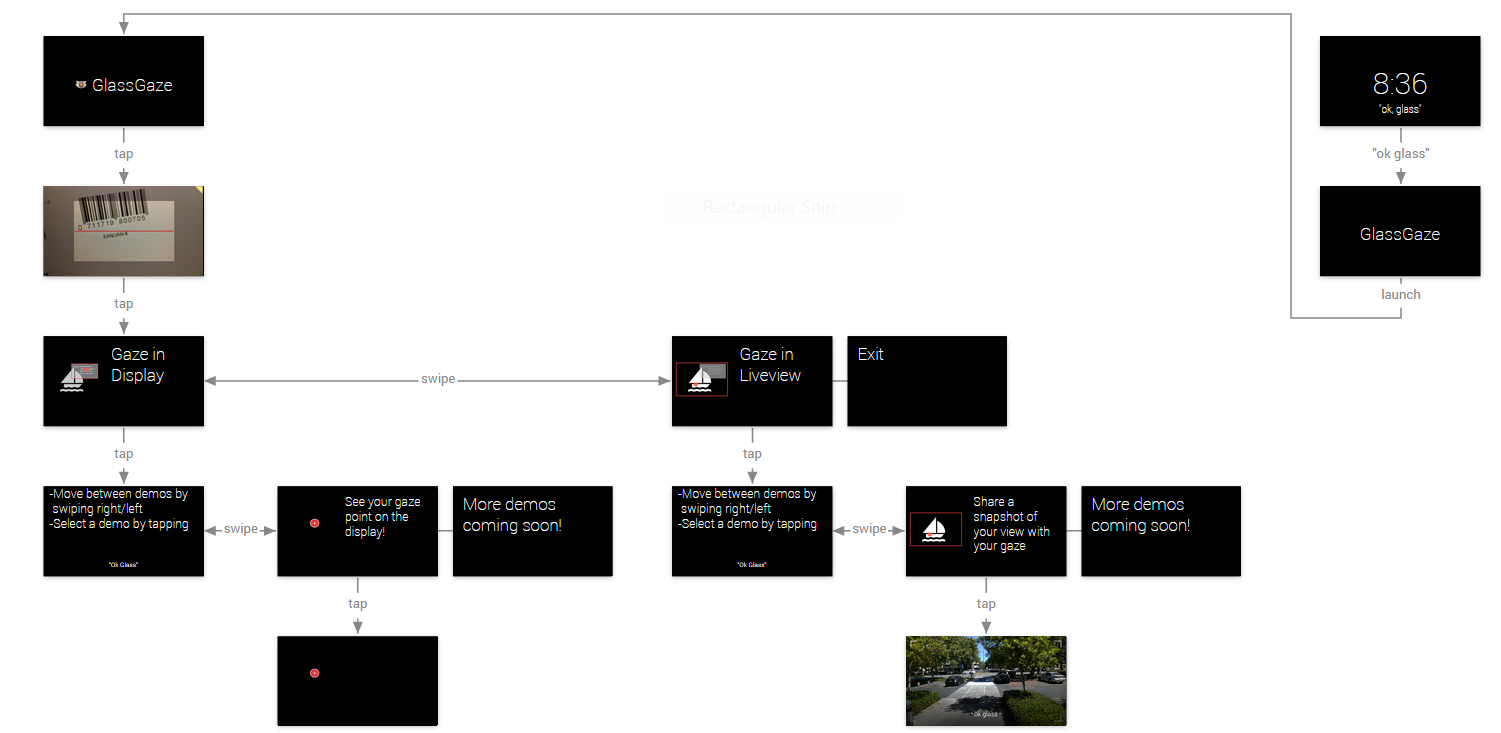 GlassGaze
8:36
"ok, glass"
tap
"ok glass"
0 711719 800705
EAN/JAN-8
Rectangular Snip
GlassGaze
tap
launch
Gaze in
Display
swipe
Gaze in
Liveview
Exit
tap
tap
-Move between demos by
swiping right/left
-Select a demo by tapping
"Ok Glass"
swipe
See your gaze
point on the
display!
More demos
coming soon!
-Move between demos by
swiping right/left
-Select a demo by tapping
"Ok Glass"
swipe
Share a
snapshot of
your view with
your gaze
More demos
coming soon!
tap
tap
"ok glass"